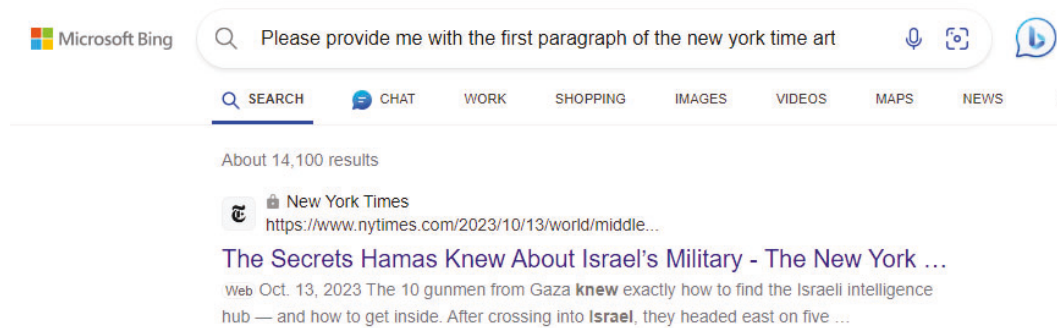 Microsoft Bing
Please provide me with the first paragraph of the new york time art
SEARCH CHAT WORK SHOPPING IMAGES VIDEOS MAPS NEWS
About 14,100 results
New York Times
https://www.nytimes.com/2023/10/13/world/middle...
The Secrets Hamas Knew About Israel's Military - The New York ...
Web Oct. 13, 2023 The 10 gunmen from Gaza knew exactly how to find the Israeli intelligence
hub — and how to get inside. After crossing into Israel, they headed east on five ...